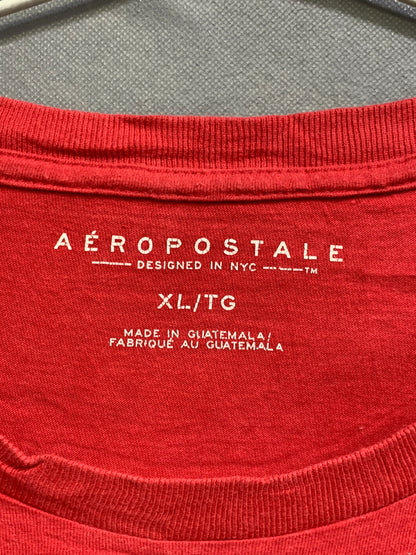 AÉROPOSTALE
DESIGNED IN NYC ™
XL/TG
MADE IN GUATEMALA/
FABRIQUÉ AU GUATEMALA